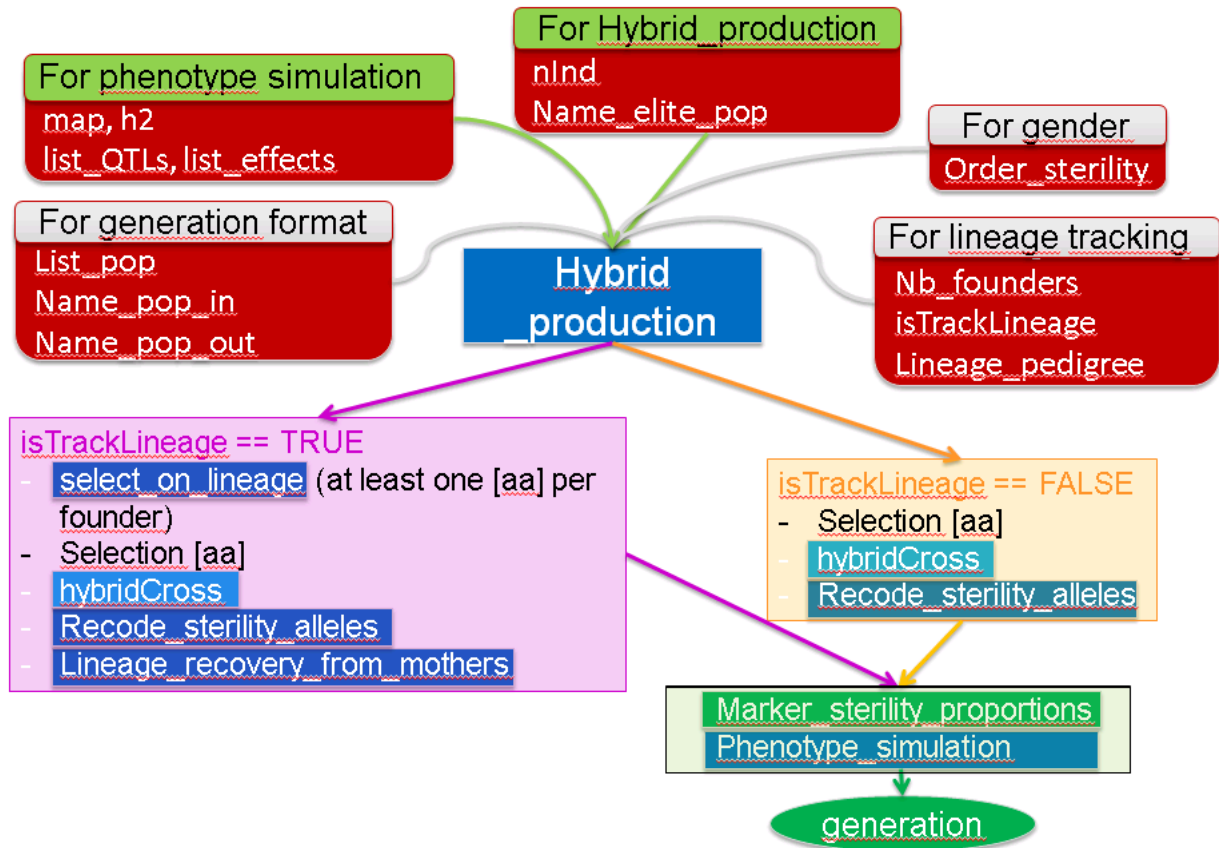 For Hybrid_production
nInd
Name_elite_pop
For phenotype simulation
map, h2
list_QTLs, list_effects
For gender
Order_sterility
For generation format
List_pop
Name_pop_in
Name_pop_out
Hybrid
_production
For lineage tracking
Nb_founders
isTrackLineage
Lineage_pedigree
isTrackLineage == TRUE
- select_on_lineage (at least one [aa] per
founder)
- Selection [aa]
- hybridCross
- Recode_sterility_alleles
- Lineage_recovery_from_mothers
isTrackLineage == FALSE
- Selection [aa]
- hybridCross
- Recode_sterility_alleles
Marker_sterility_proportions
Phenotype_simulation
generation